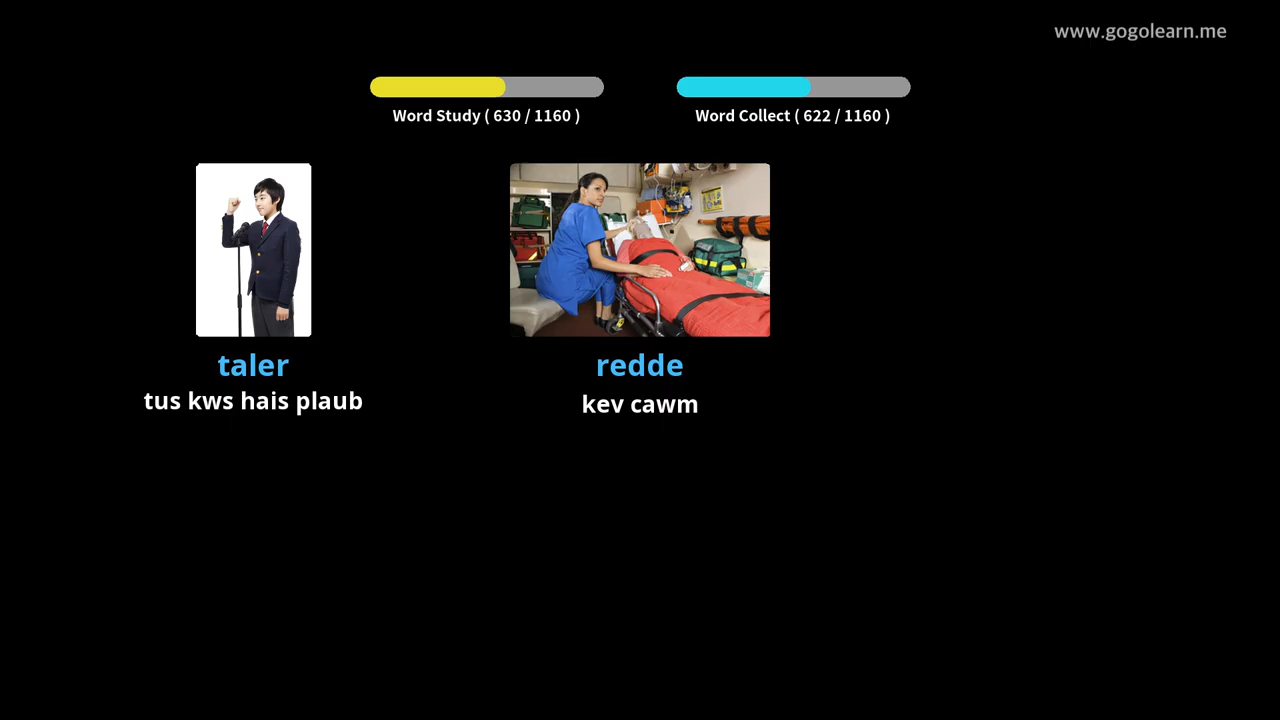 www.gogolearn.me
Word Study ( 630 / 1160 )
Word Collect ( 622 / 1160 )
taler
tus kws hais plaub
redde
kev cawm